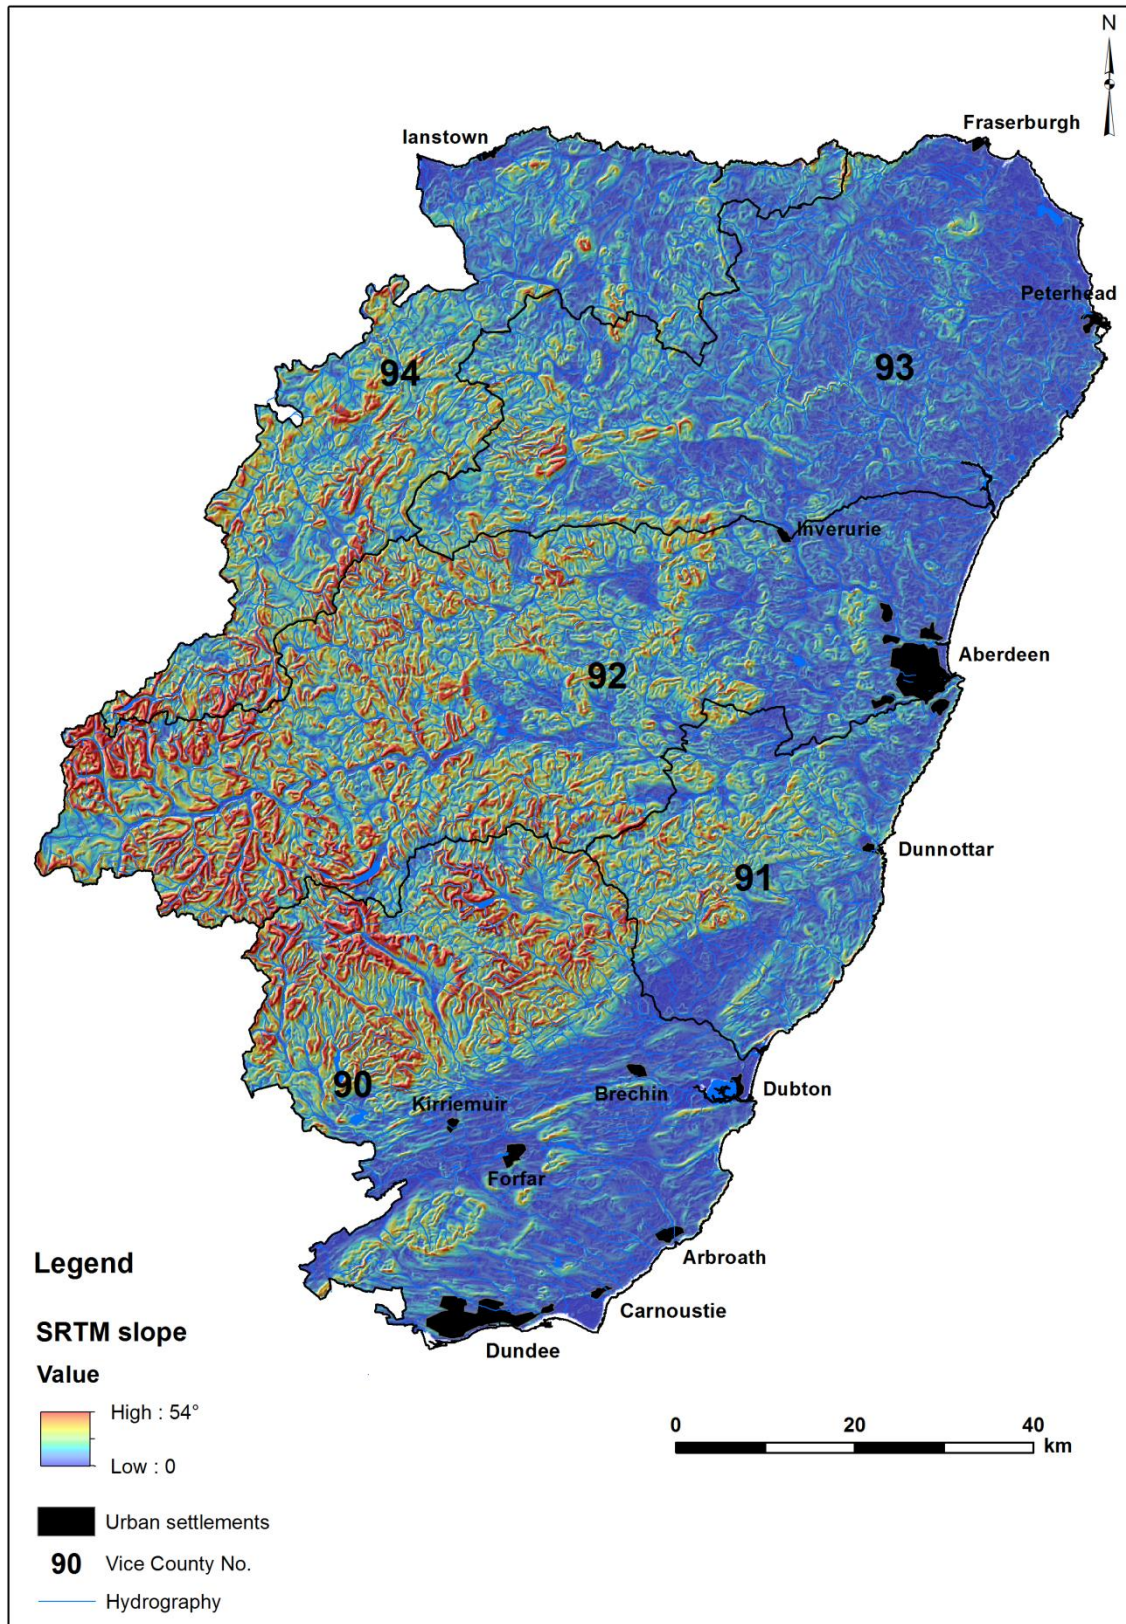 N
Fraserburgh
Ianstown
Peterhead
94
93
Inverurie
Aberdeen
92
Dunnottar
91
90
Brechin
Dubton
Kirriemuir
Forfar
Arbroath
Carnoustie
Dundee
Legend
SRTM slope
Value
High : 54°
Low : 0
0 20 40
km
Urban settlements
90 Vice County No.
Hydrography